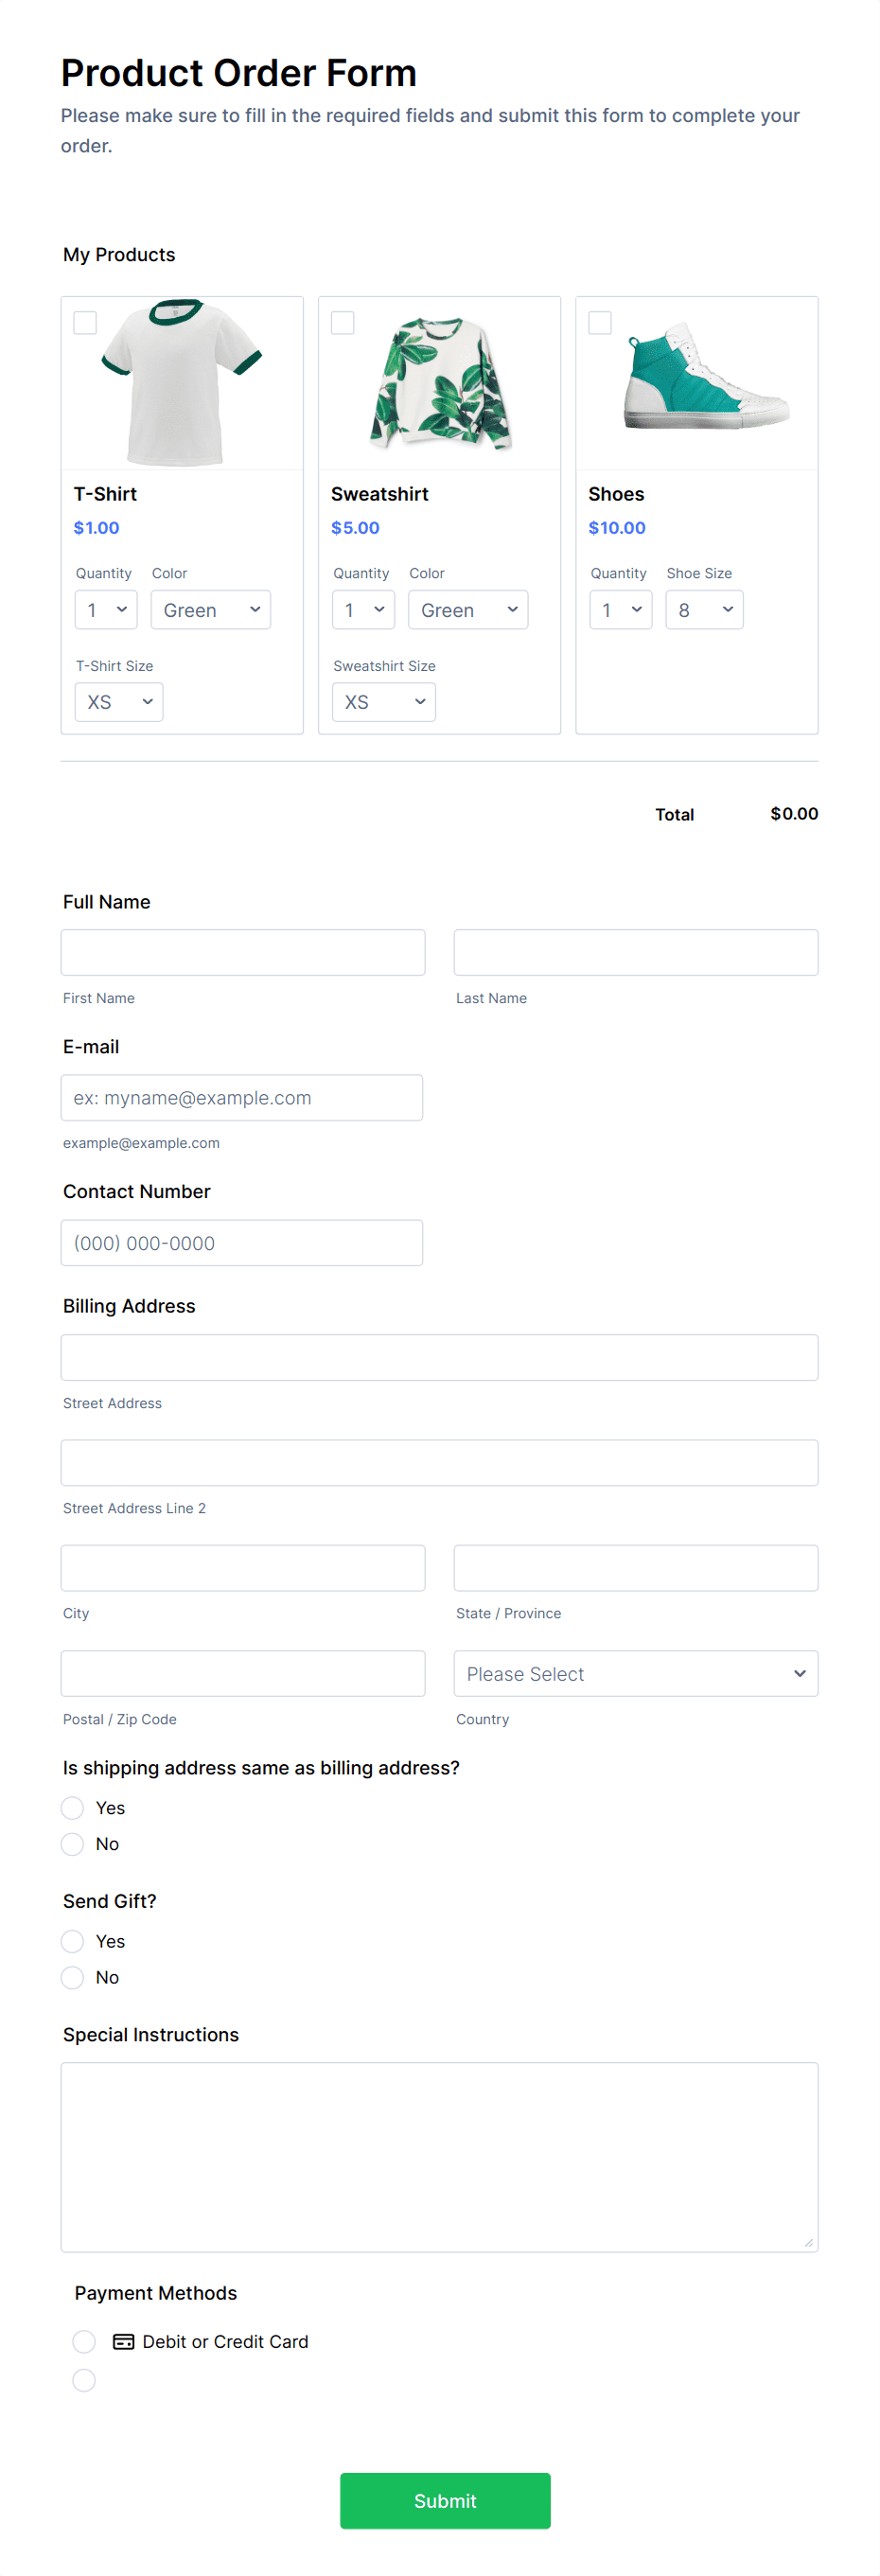 Product Order Form
Please make sure to fill in the required fields and submit this form to complete your
order.
My Products
T-Shirt
$1.00
Quantity Color
1 Green
T-Shirt Size
XS
Sweatshirt
$5.00
Quantity Color
1 Green
Sweatshirt Size
XS
Shoes
$10.00
Quantity Shoe Size
1 8
Total $0.00
Full Name
First Name Last Name
E-mail
ex: myname@example.com
example@example.com
Contact Number
(000) 000-0000
Billing Address
Street Address
Street Address Line 2
City State / Province
Please Select
Postal / Zip Code Country
Is shipping address same as billing address?
Yes
No
Send Gift?
Yes
No
Special Instructions
Payment Methods
Debit or Credit Card
Submit